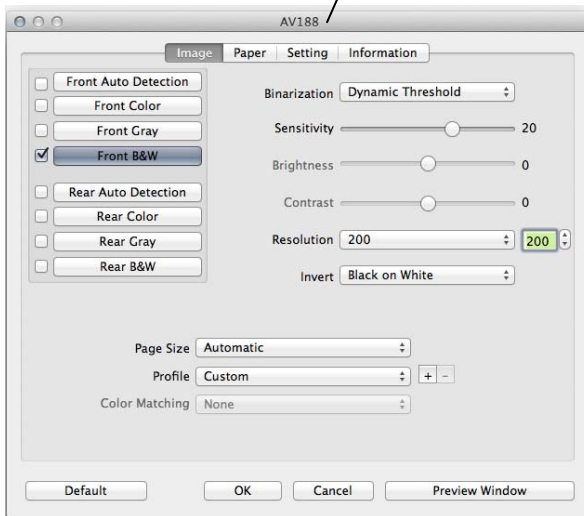 AV188
Image Paper Setting Information
Front Auto Detection
Front Color
Front Gray
Front B&W
Rear Auto Detection
Rear Color
Rear Gray
Rear B&W
Binarization Dynamic Threshold
Sensitivity 20
Brightness 0
Contrast 0
Resolution 200 200
Invert Black on White
Page Size Automatic
Profile Custom + -
Color Matching None
Default OK Cancel Preview Window